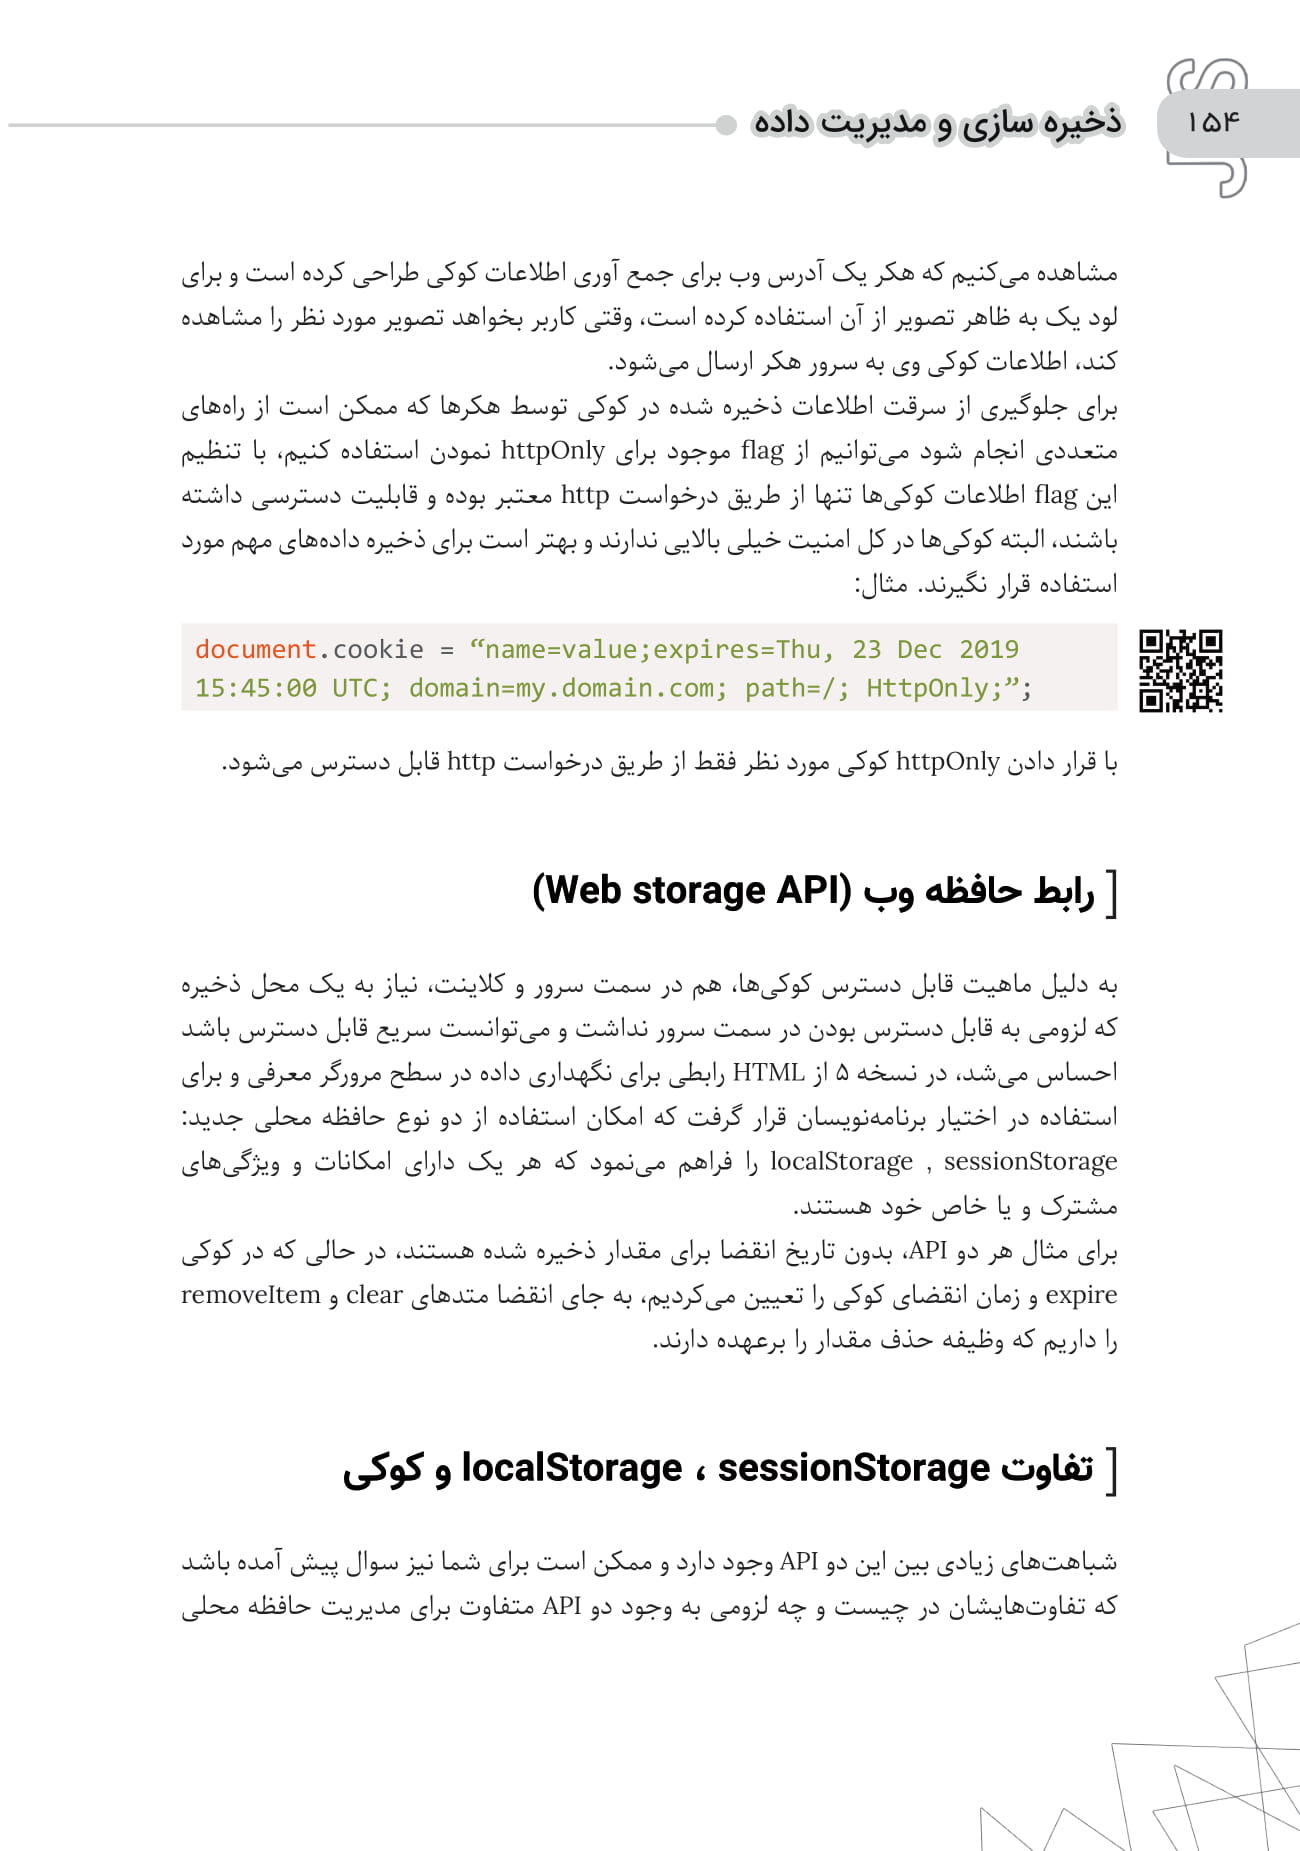 ۱۵۴
ذخیره سازی و مدیریت داده
مشاهده می‌کنیم که هکر یک آدرس وب برای جمع آوری اطلاعات کوکی طراحی کرده است و برای
لود یک به ظاهر تصویر از آن استفاده کرده است، وقتی کاربر بخواهد تصویر مورد نظر را مشاهده
کند، اطلاعات کوکی وی به سرور هکر ارسال می‌شود.
برای جلوگیری از سرقت اطلاعات ذخیره شده در کوکی توسط هکرها که ممکن است از راه‌های
متعددی انجام شود می‌توانیم از flag موجود برای httpOnly نمودن استفاده کنیم، با تنظیم
این flag اطلاعات کوکی‌ها تنها از طریق درخواست http معتبر بوده و قابلیت دسترسی داشته
باشند، البته کوکی‌ها در کل امنیت خیلی بالایی ندارند و بهتر است برای ذخیره داده‌های مهم مورد
استفاده قرار نگیرند. مثال:
document.cookie = “name=value;expires=Thu, 23 Dec 2019
15:45:00 UTC; domain=my.domain.com; path=/; HttpOnly;”;
با قرار دادن httpOnly کوکی مورد نظر فقط از طریق درخواست http قابل دسترس می‌شود.
[ رابط حافظه وب (Web storage API)
به دلیل ماهیت قابل دسترس کوکی‌ها، هم در سمت سرور و کلاینت، نیاز به یک محل ذخیره
که لزومی به قابل دسترس بودن در سمت سرور نداشت و می‌توانست سریع قابل دسترس باشد
احساس می‌شد، در نسخه ۵ از HTML رابطی برای نگهداری داده در سطح مرورگر معرفی و برای
استفاده در اختیار برنامه‌نویسان قرار گرفت که امکان استفاده از دو نوع حافظه محلی جدید:
localStorage , sessionStorage را فراهم می‌نمود که هر یک دارای امکانات و ویژگی‌های
مشترک و یا خاص خود هستند.
برای مثال هر دو API، بدون تاریخ انقضا برای مقدار ذخیره شده هستند، در حالی که در کوکی
expire و زمان انقضای کوکی را تعیین می‌کردیم، به جای انقضا متدهای clear و removeItem
را داریم که وظیفه حذف مقدار را برعهده دارند.
[ تفاوت localStorage ، sessionStorage و کوکی
شباهت‌های زیادی بین این دو API وجود دارد و ممکن است برای شما نیز سوال پیش آمده باشد
که تفاوت‌هایشان در چیست و چه لزومی به وجود دو API متفاوت برای مدیریت حافظه محلی